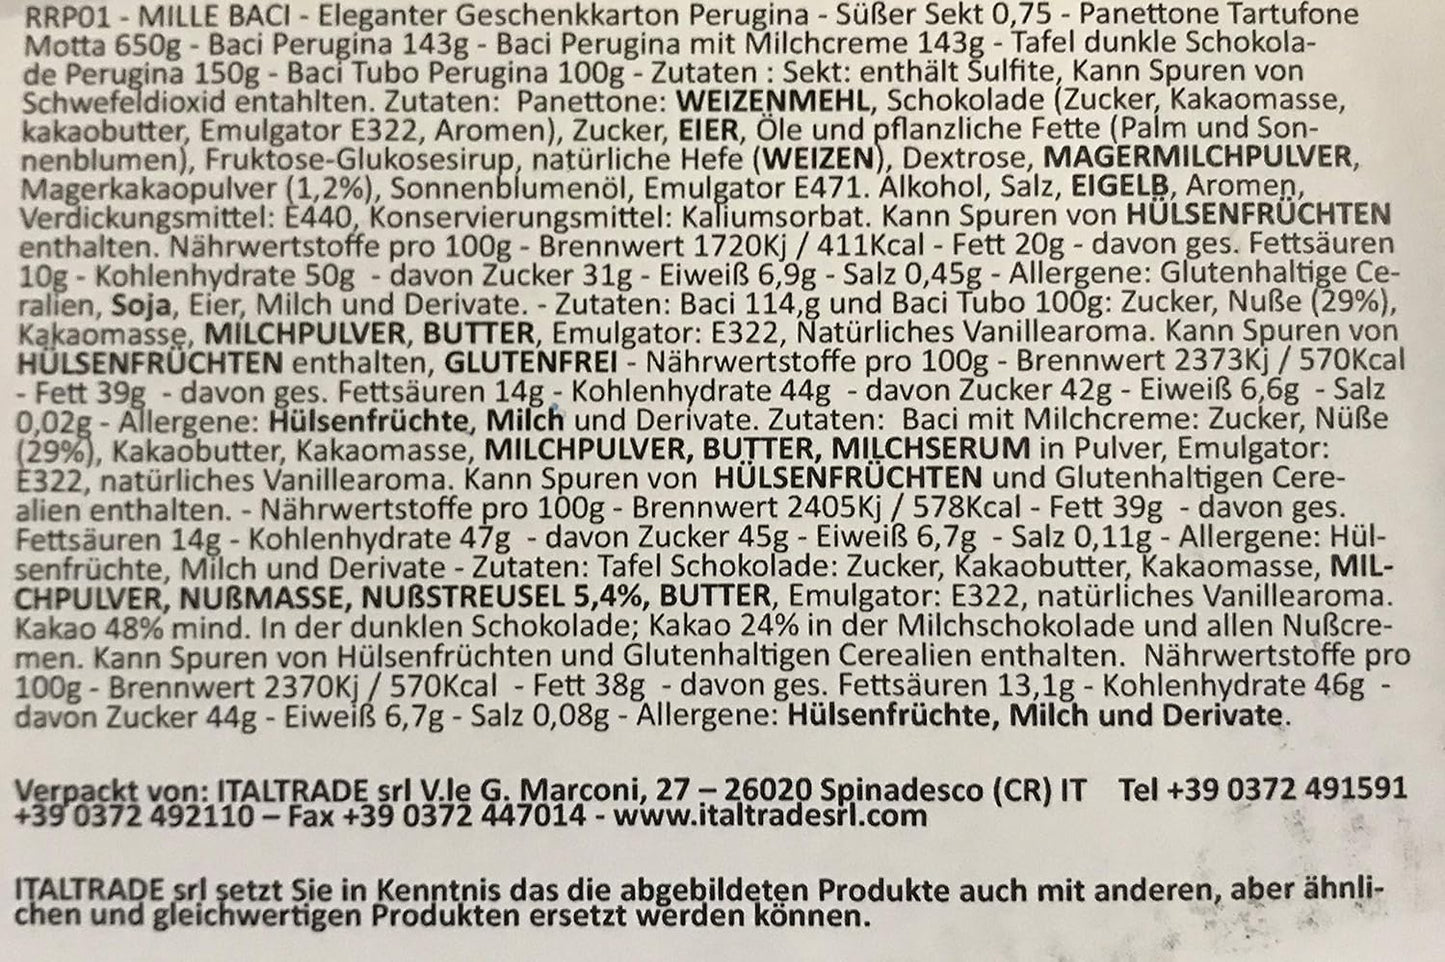 RRP01 - MILLE BACI - Eleganter Geschenkkarton Perugina - Süßer Sekt 0,75 - Panettone Tartufone
Motta 650g - Baci Perugina 143g - Baci Perugina mit Milchcreme 143g - Tafel dunkle Schokola-
de Perugina 150g - Baci Tubo Perugina 100g - Zutaten : Sekt: enthält Sulfite, Kann Spuren von
Schwefeldioxid entahlten. Zutaten: Panettone: WEIZENMEHL, Schokolade (Zucker, Kakaomasse,
kakaobutter, Emulgator E322, Aromen), Zucker, EIER, Öle und pflanzliche Fette (Palm und Son-
nenblumen), Fruktose-Glukosesirup, natürliche Hefe (WEIZEN), Dextrose, MAGERMILCHPULVER,
Magerkakaopulver (1,2%), Sonnenblumenöl, Emulgator E471. Alkohol, Salz, EIGELB, Aromen,
Verdickungsmittel: E440, Konservierungsmittel: Kaliumsorbat. Kann Spuren von HÜLSENFRÜCHTEN
enthalten. Nährwertstoffe pro 100g - Brennwert 1720Kj / 411Kcal - Fett 20g - davon ges. Fettsäuren
10g - Kohlenhydrate 50g - davon Zucker 31g - Eiweiß 6,9g - Salz 0,45g - Allergene: Glutenhaltige Ce-
ralien, Soja, Eier, Milch und Derivate. - Zutaten: Baci 114,g und Baci Tubo 100g: Zucker, Nuße (29%),
Kakaomasse, MILCHPULVER, BUTTER, Emulgator: E322, Natürliches Vanillearoma. Kann Spuren von
HÜLSENFRÜCHTEN enthalten, GLUTENFREI - Nährwertstoffe pro 100g - Brennwert 2373Kj / 570Kcal
- Fett 39g - davon ges. Fettsäuren 14g - Kohlenhydrate 44g - davon Zucker 42g - Eiweiß 6,6g - Salz
0,02g - Allergene: Hülsenfrüchte, Milch und Derivate. Zutaten: Baci mit Milchcreme: Zucker, Nüße
(29%), Kakaobutter, Kakaomasse, MILCHPULVER, BUTTER, MILCHSERUM in Pulver, Emulgator:
E322, natürliches Vanillearoma. Kann Spuren von HÜLSENFRÜCHTEN und Glutenhaltigen Cere-
alien enthalten. - Nährwertstoffe pro 100g - Brennwert 2405Kj / 578Kcal - Fett 39g - davon ges.
Fettsäuren 14g - Kohlenhydrate 47g - davon Zucker 45g - Eiweiß 6,7g - Salz 0,11g - Allergene: Hül-
senfrüchte, Milch und Derivate - Zutaten: Tafel Schokolade: Zucker, Kakaobutter, Kakaomasse, MIL-
CHPULVER, NUßMASSE, NUßSTREUSEL 5,4%, BUTTER, Emulgator: E322, natürliches Vanillearoma.
Kakao 48% mind. In der dunklen Schokolade; Kakao 24% in der Milchschokolade und allen Nußcre-
men. Kann Spuren von Hülsenfrüchten und Glutenhaltigen Cerealien enthalten. Nährwertstoffe pro
100g - Brennwert 2370Kj / 570Kcal - Fett 38g - davon ges. Fettsäuren 13,1g - Kohlenhydrate 46g -
davon Zucker 44g - Eiweiß 6,7g - Salz 0,08g - Allergene: Hülsenfrüchte, Milch und Derivate.
Verpackt von: ITALTRADE srl V.le G. Marconi, 27 – 26020 Spinadesco (CR) IT Tel +39 0372 491591
+39 0372 492110 – Fax +39 0372 447014 - www.italtradesrl.com
ITALTRADE srl setzt Sie in Kenntnis das die abgebildeten Produkte auch mit anderen, aber ähnli-
chen und gleichwertigen Produkten ersetzt werden können.